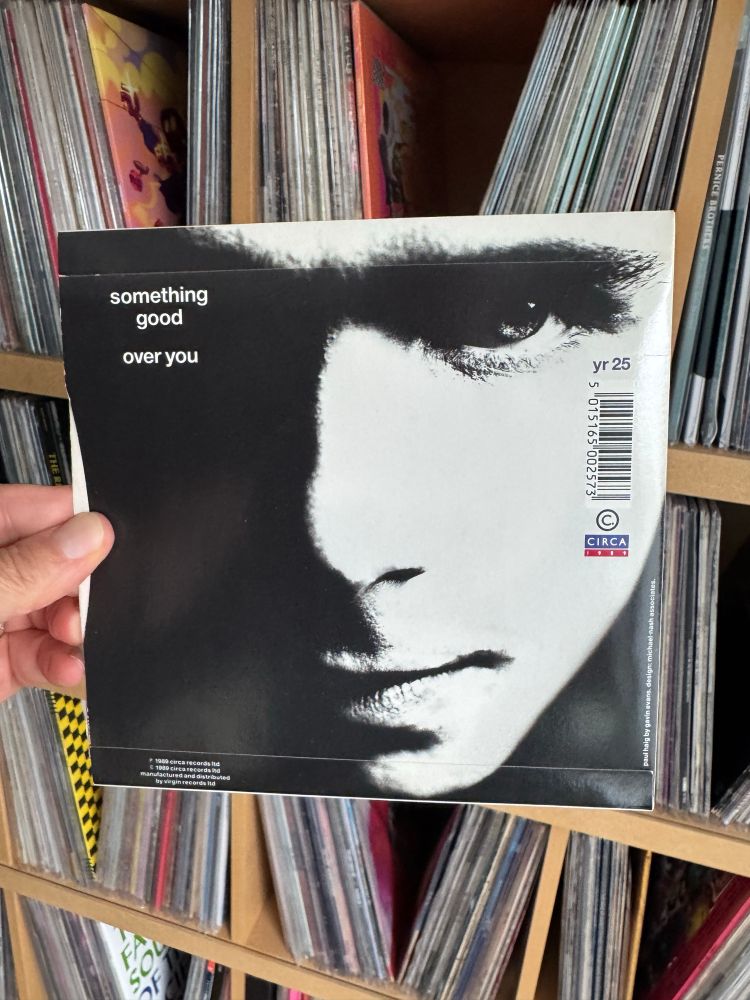 something
good
over you
yr 25
5 015165 002573
C.
CIRCA
1989
paul haig by gavin evans. design: michael nash associates.
℗ 1989 circa records ltd
© 1989 circa records ltd
manufactured and distributed
by virgin records ltd
PERNICE BROTHERS